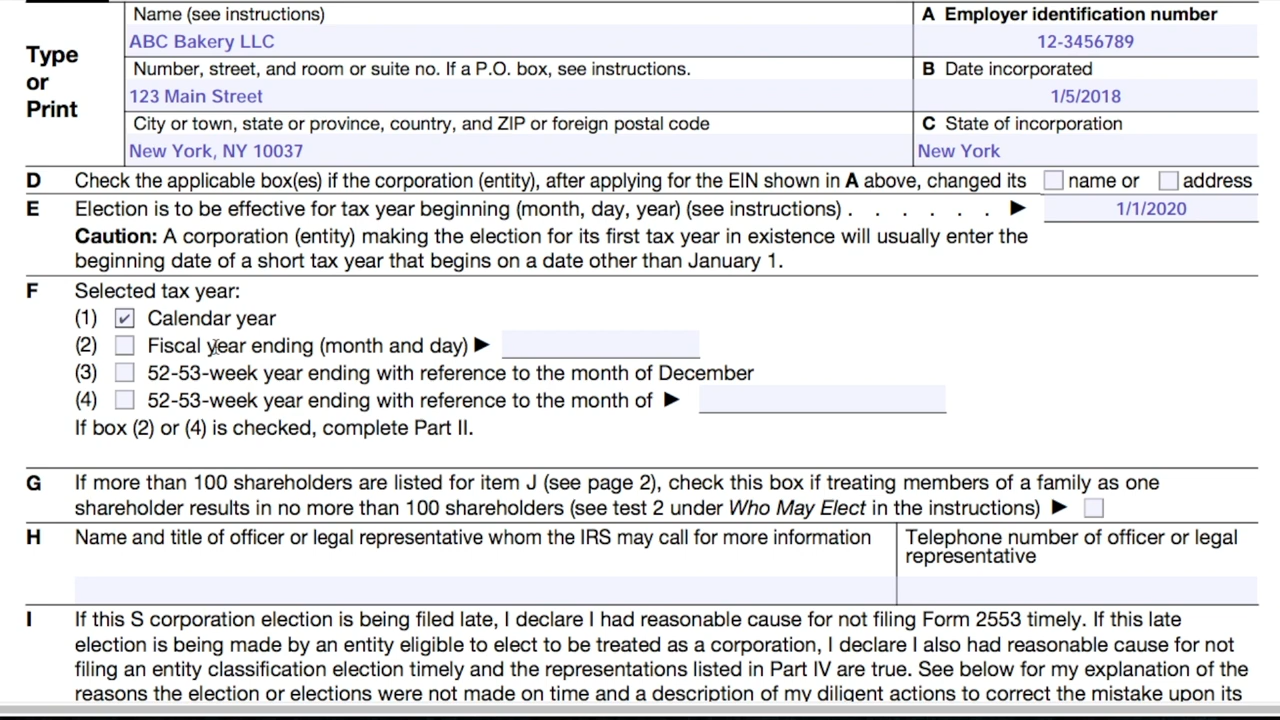 Name (see instructions)
A Employer identification number
Type or Print
ABC Bakery LLC
12-3456789
Number, street, and room or suite no. If a P.O. box, see instructions.
B Date incorporated
123 Main Street
1/5/2018
City or town, state or province, country, and ZIP or foreign postal code
C State of incorporation
New York, NY 10037
New York
D Check the applicable box(es) if the corporation (entity), after applying for the EIN shown in A above, changed its name or address
E Election is to be effective for tax year beginning (month, day, year) (see instructions) . . . . . . ▶ 1/1/2020
Caution: A corporation (entity) making the election for its first tax year in existence will usually enter the
beginning date of a short tax year that begins on a date other than January 1.
F Selected tax year:
(1) ✔ Calendar year
(2) Fiscal year ending (month and day) ▶
(3) 52-53-week year ending with reference to the month of December
(4) 52-53-week year ending with reference to the month of ▶
If box (2) or (4) is checked, complete Part II.
G If more than 100 shareholders are listed for item J (see page 2), check this box if treating members of a family as one
shareholder results in no more than 100 shareholders (see test 2 under Who May Elect in the instructions) ▶
H Name and title of officer or legal representative whom the IRS may call for more information
Telephone number of officer or legal
representative
I If this S corporation election is being filed late, I declare I had reasonable cause for not filing Form 2553 timely. If this late
election is being made by an entity eligible to elect to be treated as a corporation, I declare I also had reasonable cause for not
filing an entity classification election timely and the representations listed in Part IV are true. See below for my explanation of the
reasons the election or elections were not made on time and a description of my diligent actions to correct the mistake upon its